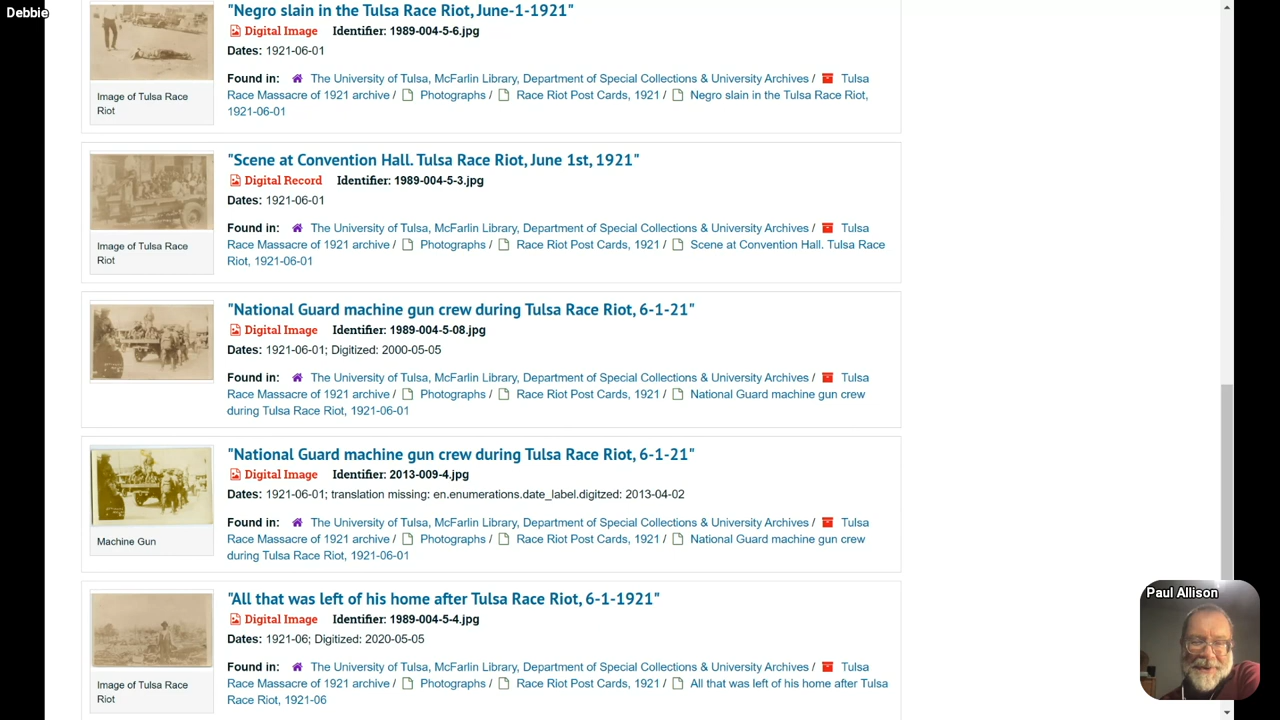 Debbie
"Negro slain in the Tulsa Race Riot, June-1-1921"
Digital Image Identifier: 1989-004-5-6.jpg
Dates: 1921-06-01
Found in: The University of Tulsa, McFarlin Library, Department of Special Collections & University Archives / Tulsa
Race Massacre of 1921 archive / Photographs / Race Riot Post Cards, 1921 / Negro slain in the Tulsa Race Riot,
1921-06-01
Image of Tulsa Race
Riot
"Scene at Convention Hall. Tulsa Race Riot, June 1st, 1921"
Digital Record Identifier: 1989-004-5-3.jpg
Dates: 1921-06-01
Found in: The University of Tulsa, McFarlin Library, Department of Special Collections & University Archives / Tulsa
Race Massacre of 1921 archive / Photographs / Race Riot Post Cards, 1921 / Scene at Convention Hall. Tulsa Race
Riot, 1921-06-01
Image of Tulsa Race
Riot
"National Guard machine gun crew during Tulsa Race Riot, 6-1-21"
Digital Image Identifier: 1989-004-5-08.jpg
Dates: 1921-06-01; Digitized: 2000-05-05
Found in: The University of Tulsa, McFarlin Library, Department of Special Collections & University Archives / Tulsa
Race Massacre of 1921 archive / Photographs / Race Riot Post Cards, 1921 / National Guard machine gun crew
during Tulsa Race Riot, 1921-06-01
"National Guard machine gun crew during Tulsa Race Riot, 6-1-21"
Digital Image Identifier: 2013-009-4.jpg
Dates: 1921-06-01; translation missing: en.enumerations.date_label.digitzed: 2013-04-02
Found in: The University of Tulsa, McFarlin Library, Department of Special Collections & University Archives / Tulsa
Race Massacre of 1921 archive / Photographs / Race Riot Post Cards, 1921 / National Guard machine gun crew
during Tulsa Race Riot, 1921-06-01
Machine Gun
"All that was left of his home after Tulsa Race Riot, 6-1-1921"
Digital Image Identifier: 1989-004-5-4.jpg
Dates: 1921-06; Digitized: 2020-05-05
Found in: The University of Tulsa, McFarlin Library, Department of Special Collections & University Archives / Tulsa
Race Massacre of 1921 archive / Photographs / Race Riot Post Cards, 1921 / All that was left of his home after Tulsa
Race Riot, 1921-06
Image of Tulsa Race
Riot
Paul Allison